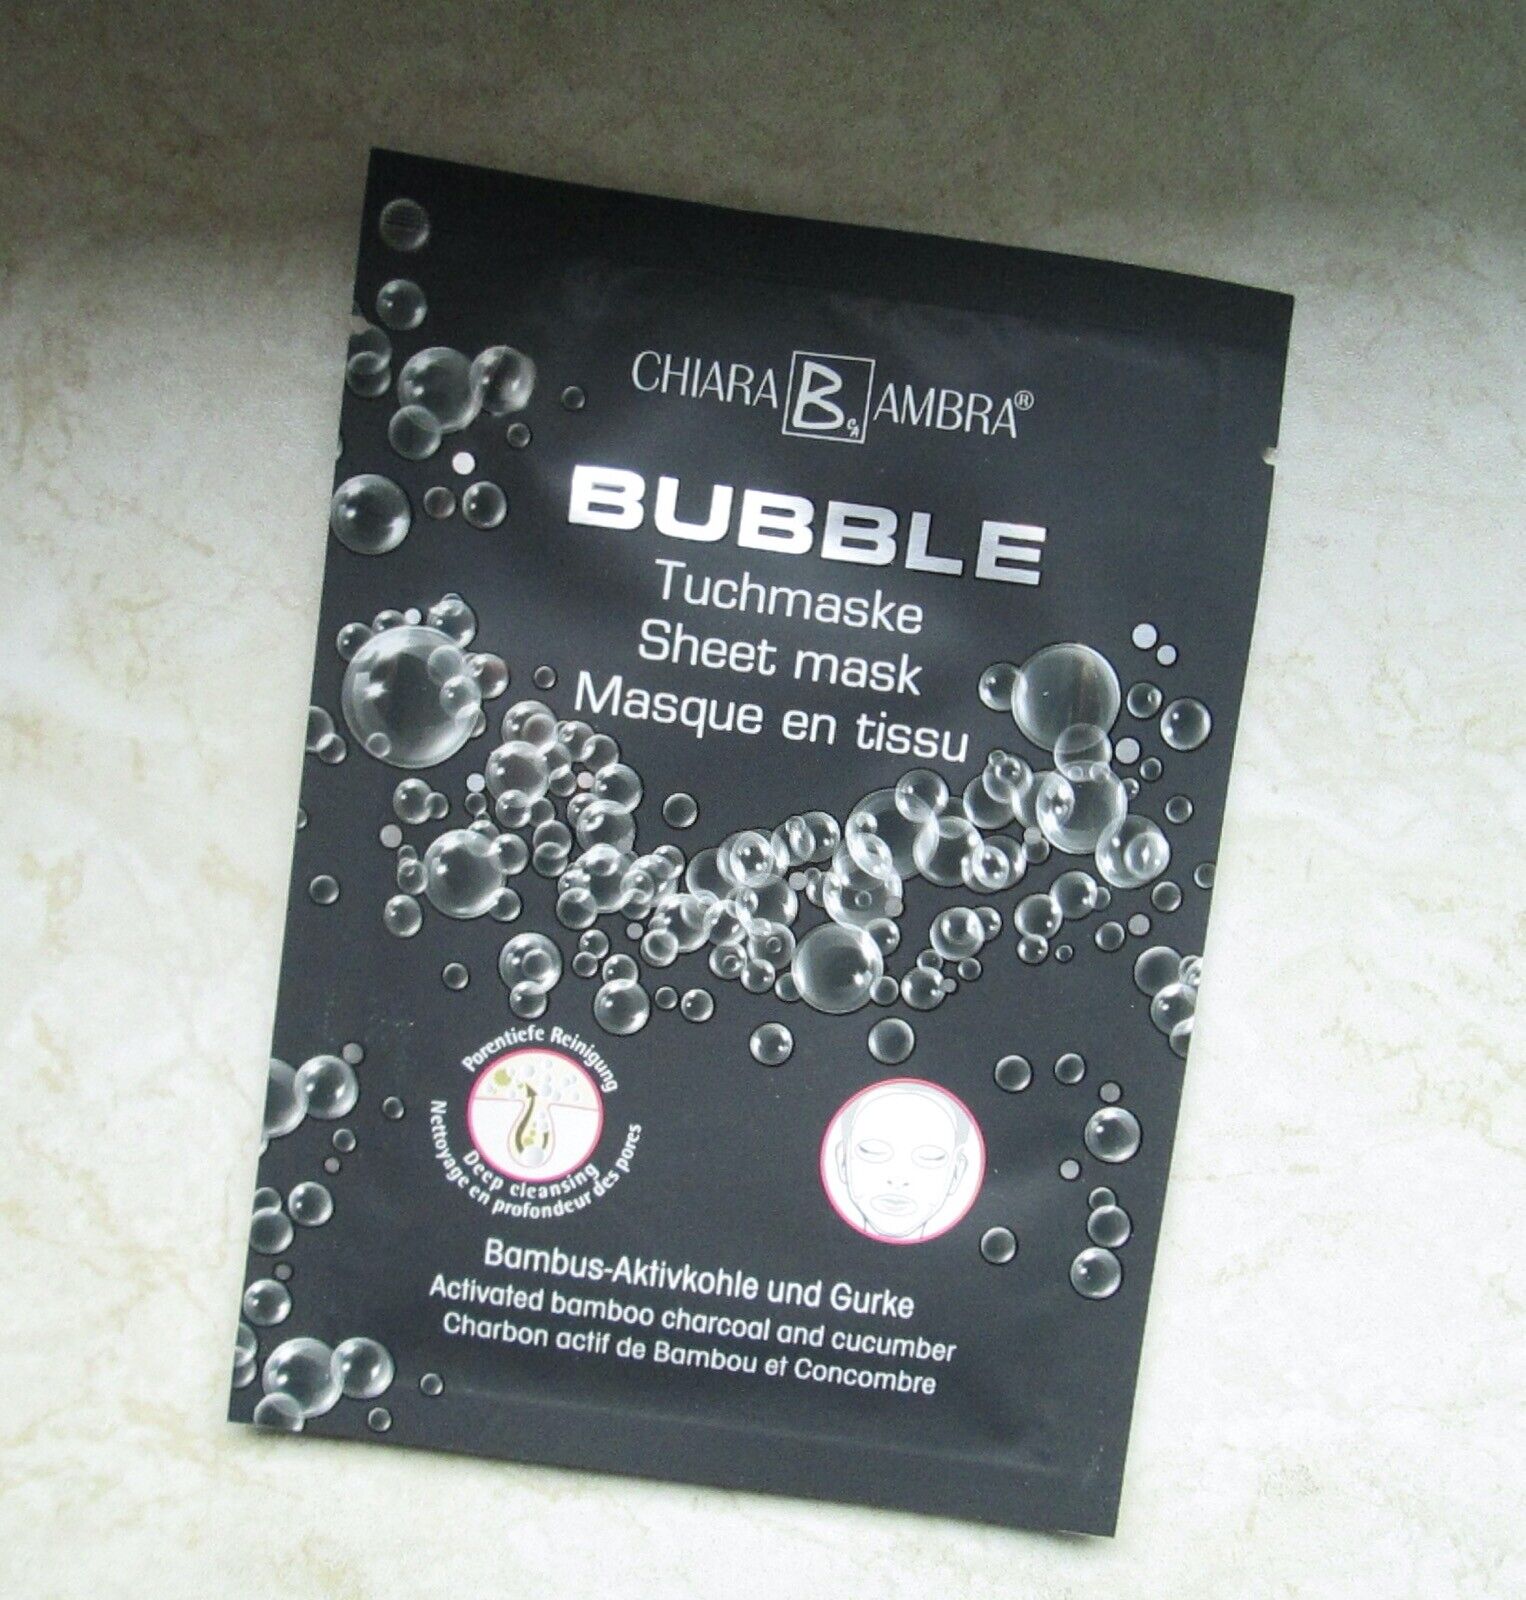 CHIARA B CA AMBRA®
BUBBLE
Tuchmaske
Sheet mask
Masque en tissu
Porentiefe Reinigung
Deep cleansing
Nettoyage en profondeur des pores
Bambus-Aktivkohle und Gurke
Activated bamboo charcoal and cucumber
Charbon actif de Bambou et Concombre